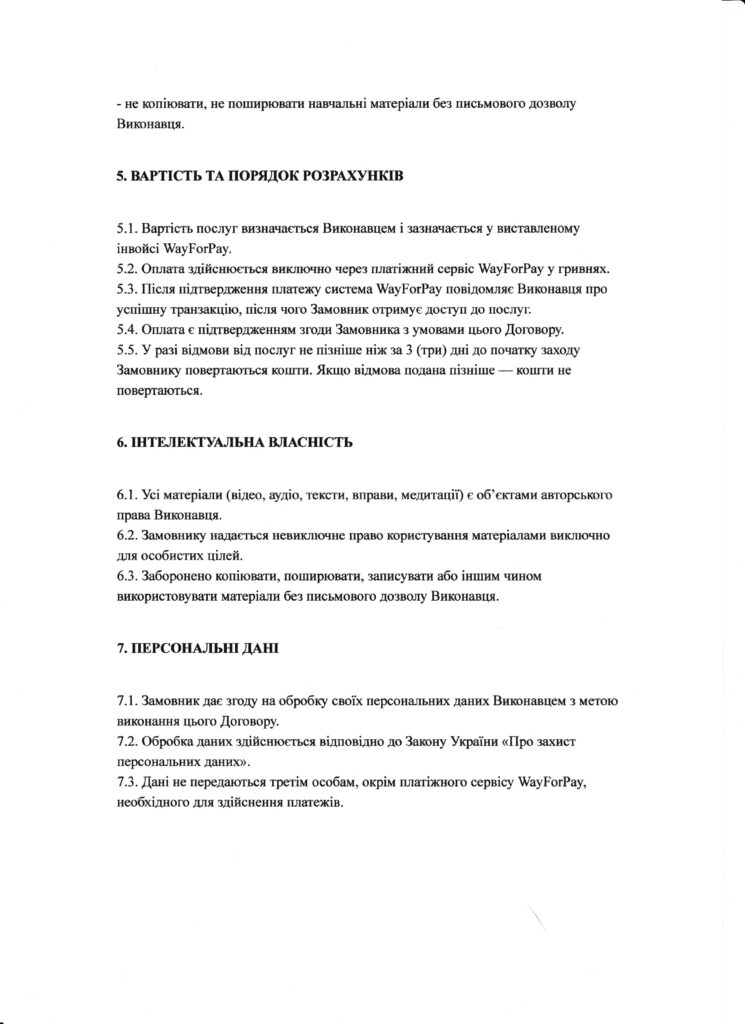 - не копіювати, не поширювати навчальні матеріали без письмового дозволу
Виконавця.
5. ВАРТІСТЬ ТА ПОРЯДОК РОЗРАХУНКІВ
5.1. Вартість послуг визначається Виконавцем і зазначається у виставленому
інвойсі WayForPay.
5.2. Оплата здійснюється виключно через платіжний сервіс WayForPay у гривнях.
5.3. Після підтвердження платежу система WayForPay повідомляє Виконавця про
успішну транзакцію, після чого Замовник отримує доступ до послуг.
5.4. Оплата є підтвердженням згоди Замовника з умовами цього Договору.
5.5. У разі відмови від послуг не пізніше ніж за 3 (три) дні до початку заходу
Замовнику повертаються кошти. Якщо відмова подана пізніше — кошти не
повертаються.
6. ІНТЕЛЕКТУАЛЬНА ВЛАСНІСТЬ
6.1. Усі матеріали (відео, аудіо, тексти, вправи, медитації) є об’єктами авторського
права Виконавця.
6.2. Замовнику надається невиключне право користування матеріалами виключно
для особистих цілей.
6.3. Заборонено копіювати, поширювати, записувати або іншим чином
використовувати матеріали без письмового дозволу Виконавця.
7. ПЕРСОНАЛЬНІ ДАНІ
7.1. Замовник дає згоду на обробку своїх персональних даних Виконавцем з метою
виконання цього Договору.
7.2. Обробка даних здійснюється відповідно до Закону України «Про захист
персональних даних».
7.3. Дані не передаються третім особам, окрім платіжного сервісу WayForPay,
необхідного для здійснення платежів.